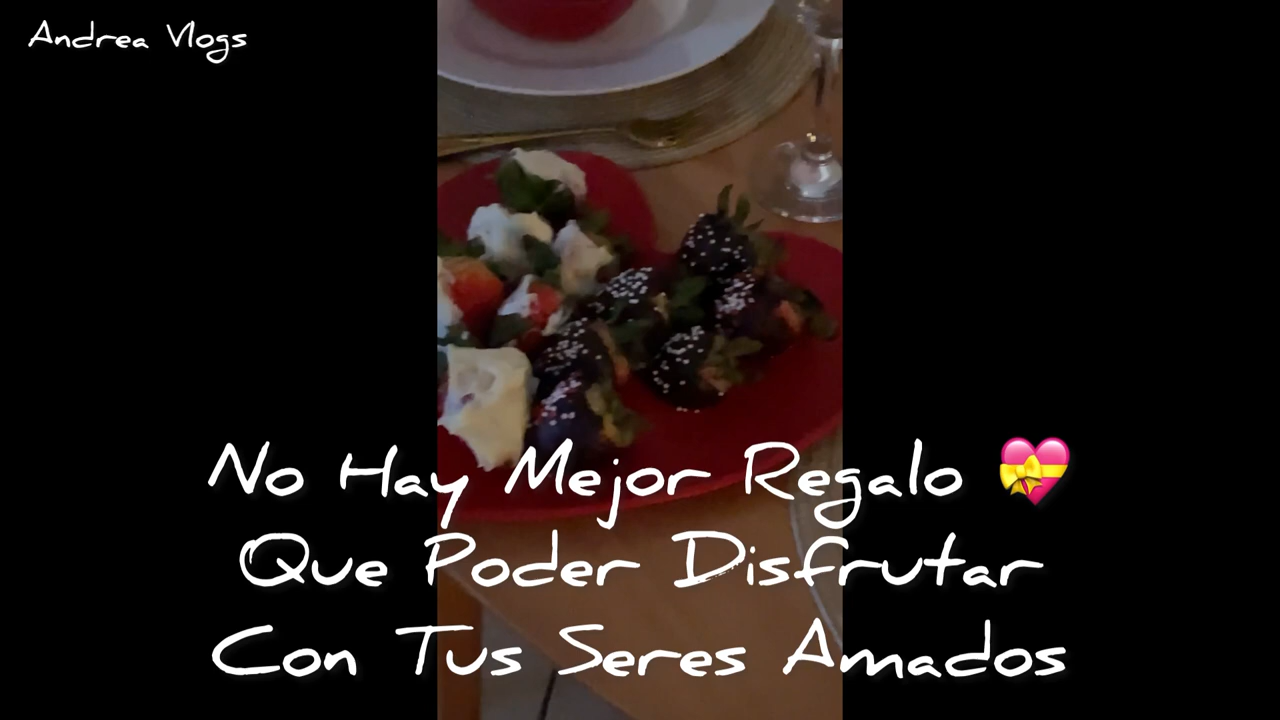 Andrea Vlogs
No Hay Mejor Regalo 💝
Que Poder Disfrutar
Con Tus Seres Amados